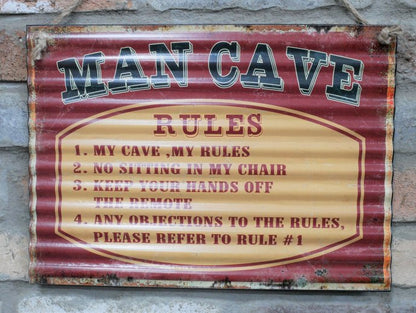 MAN CAVE
RULES
1. MY CAVE ,MY RULES
2. NO SITTING IN MY CHAIR
3. KEEP YOUR HANDS OFF
THE REMOTE
4. ANY OBJECTIONS TO THE RULES,
PLEASE REFER TO RULE #1